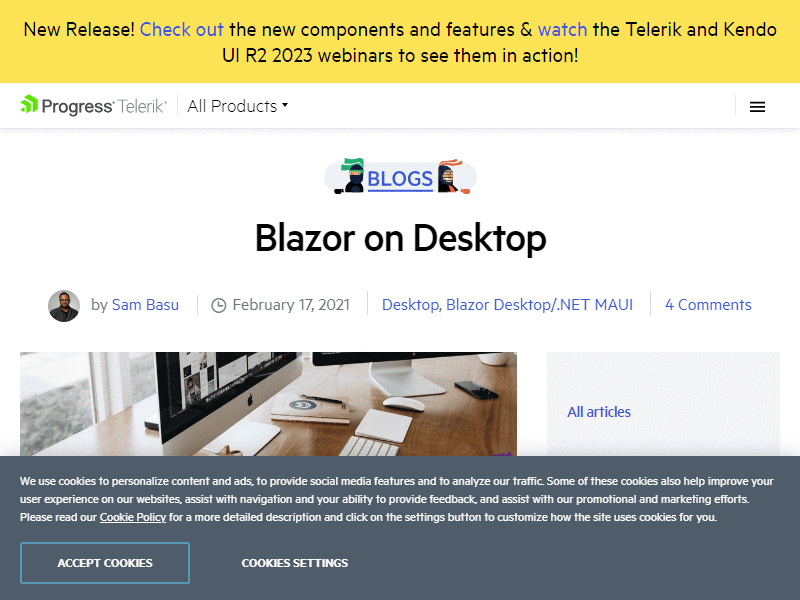 New Release! Check out the new components and features & watch the Telerik and Kendo
UI R2 2023 webinars to see them in action!
Progress Telerik All Products
BLOGS
Blazor on Desktop
by Sam Basu February 17, 2021 Desktop, Blazor Desktop/.NET MAUI 4 Comments
All articles
We use cookies to personalize content and ads, to provide social media features and to analyze our traffic. Some of these cookies also help improve your
user experience on our websites, assist with navigation and your ability to provide feedback, and assist with our promotional and marketing efforts.
Please read our Cookie Policy for a more detailed description and click on the settings button to customize how the site uses cookies for you.
ACCEPT COOKIES COOKIES SETTINGS